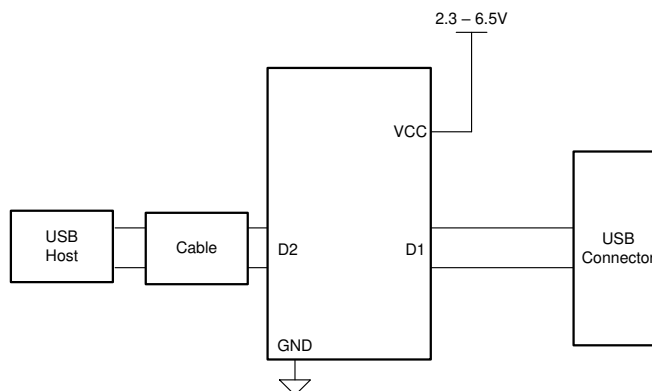 2.3 – 6.5V
VCC
USB
Host
Cable
D2
D1
USB
Connector
GND